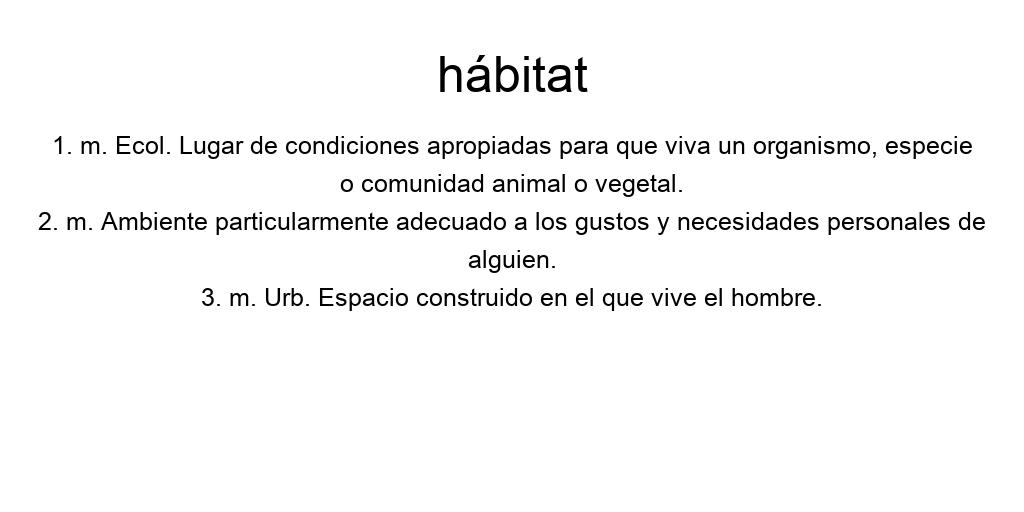 hábitat
1. m. Ecol. Lugar de condiciones apropiadas para que viva un organismo, especie
o comunidad animal o vegetal.
2. m. Ambiente particularmente adecuado a los gustos y necesidades personales de
alguien.
3. m. Urb. Espacio construido en el que vive el hombre.